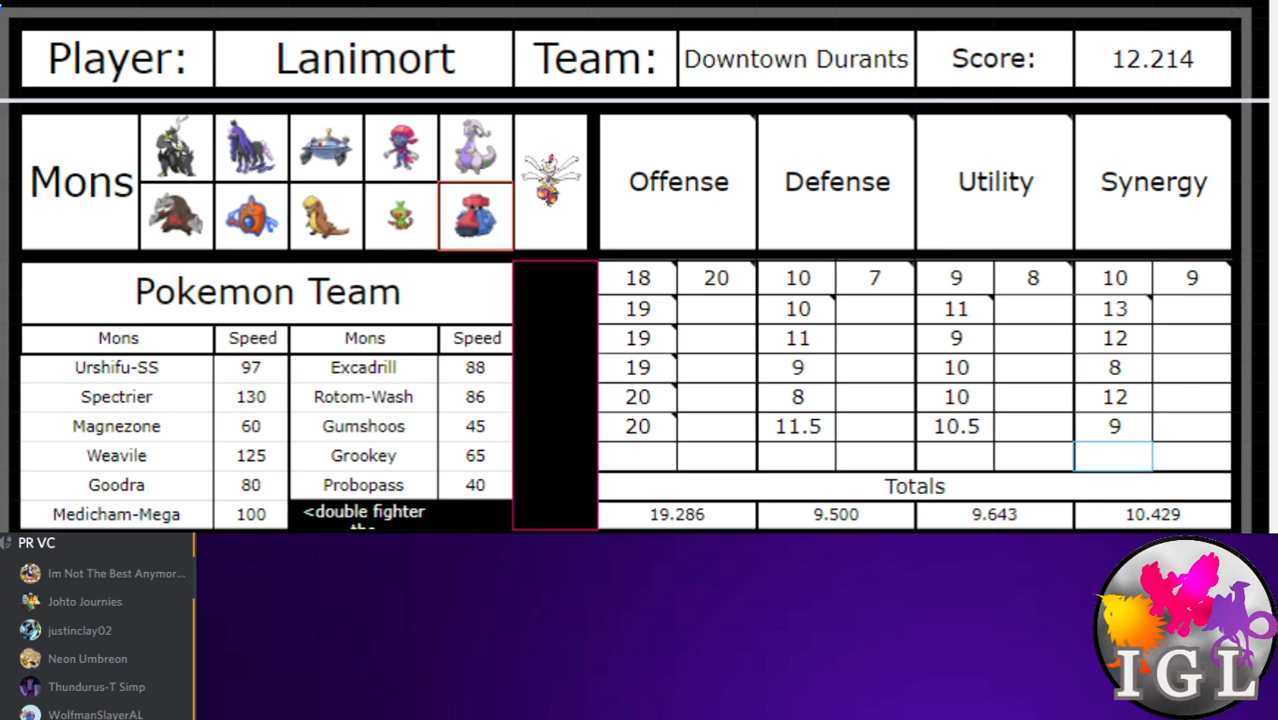 Player: Lanimort Team: Downtown Durants Score: 12.214
Mons Offense Defense Utility Synergy
18 20 10 7 9 8 10 9
Pokemon Team
19 10 11 13
Mons Speed Mons Speed 19 11 9 12
Urshifu-SS 97 Excadrill 88 19 9 10 8
Spectrier 130 Rotom-Wash 86 20 8 10 12
Magnezone 60 Gumshoos 45 20 11.5 10.5 9
Weavile 125 Grookey 65
Goodra 80 Probopass 40 Totals
Medicham-Mega 100 <double fighter 19.286 9.500 9.643 10.429
PR VC
Im Not The Best Anymor...
Johto Journies
justinclay02
Neon Umbreon
Thundurus-T Simp
WolfmanSlayerAL
IGL